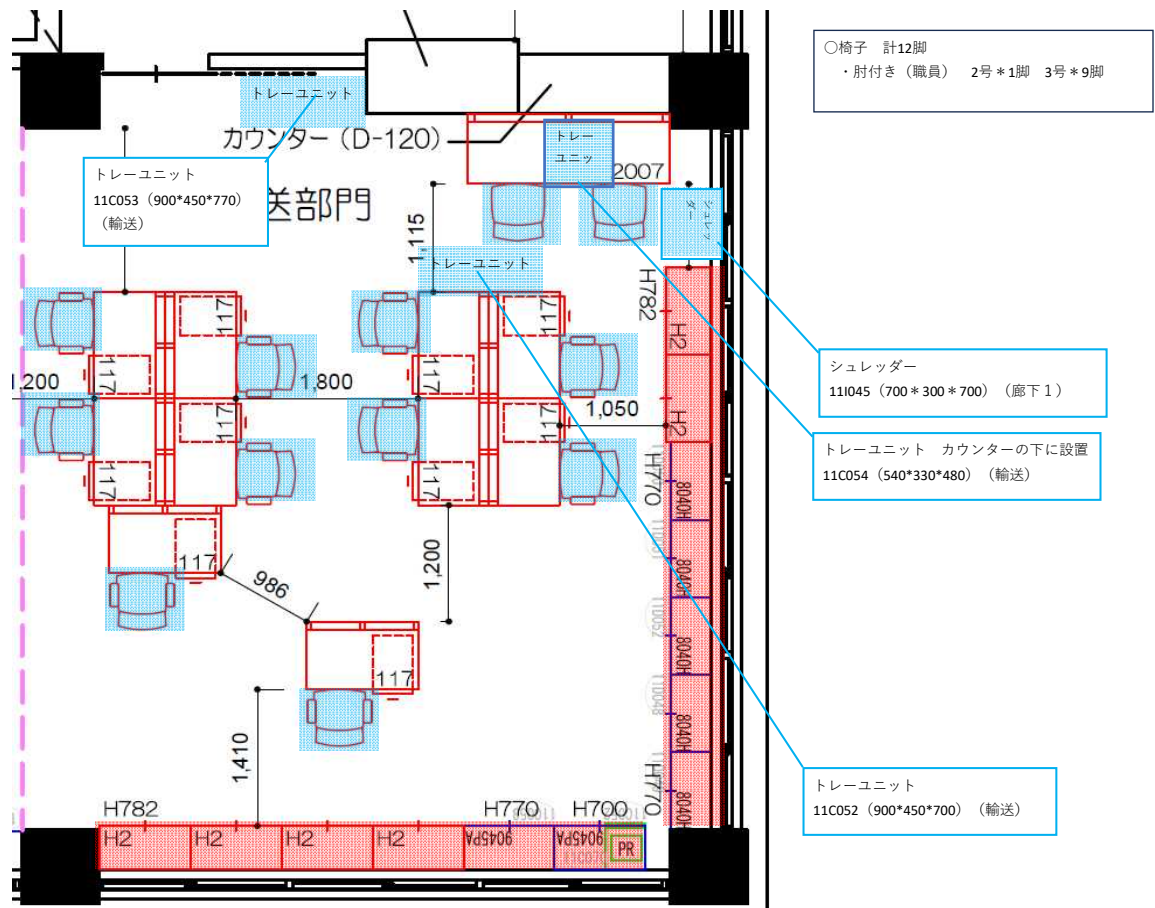 ○椅子 計12脚
・肘付き（職員） 2号＊1脚 3号＊9脚
トレーユニット
カウンター（D-120）
トレー
ユニッ
2007
トレーユニット
11C053（900*450*770）
（輸送）
送部門
シュレッ
ダー
1,115
トレーユニット
H782
H2
H2
117
117
117
117
117
117
117
117
1,200
1,800
1,050
シュレッダー
11I045（700＊300＊700）（廊下１）
トレーユニット カウンターの下に設置
11C054（540*330*480）（輸送）
H770
8040H
8040H
11D052
8040H
11D048
8040H
H770
8040H
117
986
1,200
117
1,410
トレーユニット
11C052（900*450*700）（輸送）
H782
H770
H700
H2
H2
H2
H2
9045PA
9045PA
PR